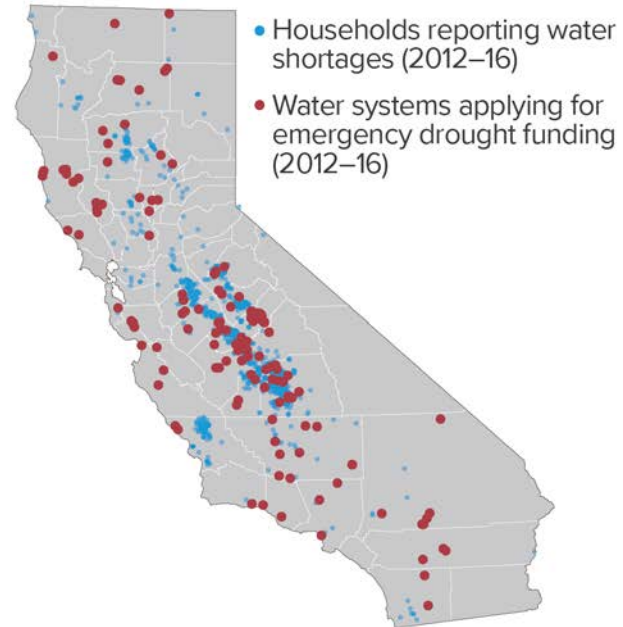 Households reporting water
shortages (2012–16)
Water systems applying for
emergency drought funding
(2012–16)